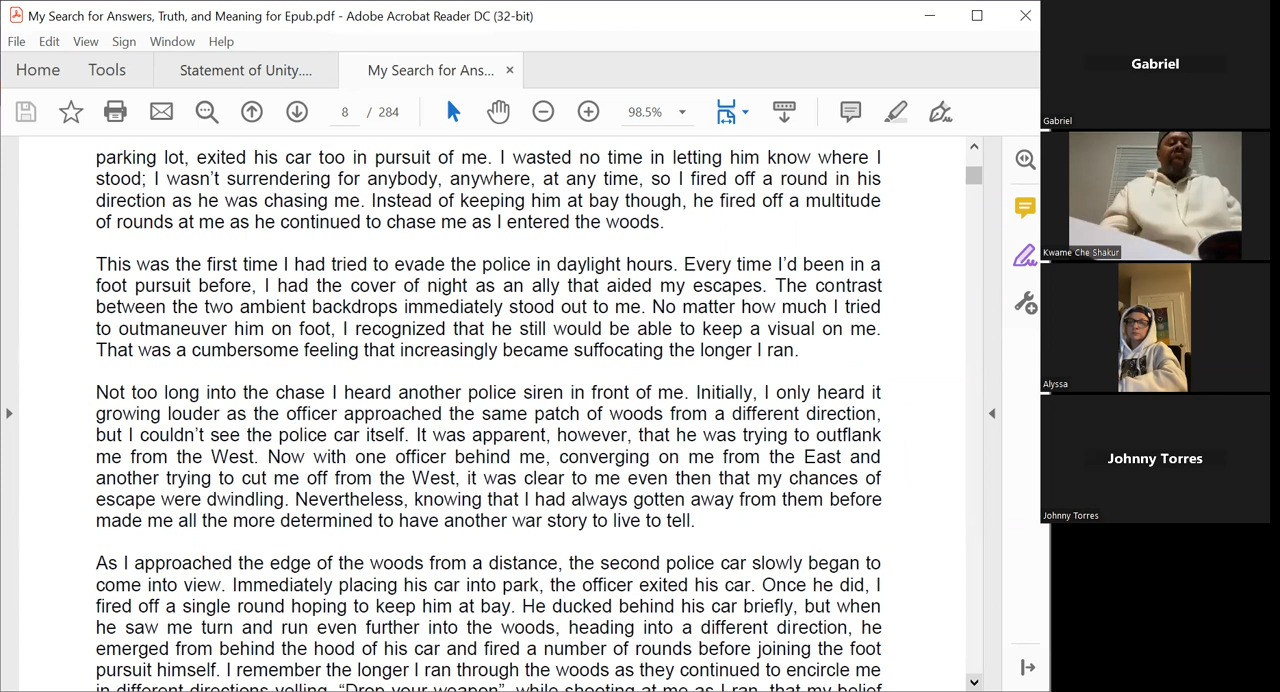 My Search for Answers, Truth, and Meaning for Epub.pdf - Adobe Acrobat Reader DC (32-bit)
File Edit View Sign Window Help
Home Tools Statement of Unity.... My Search for Ans... ×
8 / 284 98.5%
parking lot, exited his car too in pursuit of me. I wasted no time in letting him know where I
stood; I wasn't surrendering for anybody, anywhere, at any time, so I fired off a round in his
direction as he was chasing me. Instead of keeping him at bay though, he fired off a multitude
of rounds at me as he continued to chase me as I entered the woods.
This was the first time I had tried to evade the police in daylight hours. Every time I'd been in a
foot pursuit before, I had the cover of night as an ally that aided my escapes. The contrast
between the two ambient backdrops immediately stood out to me. No matter how much I tried
to outmaneuver him on foot, I recognized that he still would be able to keep a visual on me.
That was a cumbersome feeling that increasingly became suffocating the longer I ran.
Not too long into the chase I heard another police siren in front of me. Initially, I only heard it
growing louder as the officer approached the same patch of woods from a different direction,
but I couldn't see the police car itself. It was apparent, however, that he was trying to outflank
me from the West. Now with one officer behind me, converging on me from the East and
another trying to cut me off from the West, it was clear to me even then that my chances of
escape were dwindling. Nevertheless, knowing that I had always gotten away from them before
made me all the more determined to have another war story to live to tell.
As I approached the edge of the woods from a distance, the second police car slowly began to
come into view. Immediately placing his car into park, the officer exited his car. Once he did, I
fired off a single round hoping to keep him at bay. He ducked behind his car briefly, but when
he saw me turn and run even further into the woods, heading into a different direction, he
emerged from behind the hood of his car and fired a number of rounds before joining the foot
pursuit himself. I remember the longer I ran through the woods as they continued to encircle me
in different directions yelling, "Drop your weapon", while shooting at me as I ran, that my belief
Gabriel
Gabriel
Kwame Che Shakur
Alyssa
Johnny Torres
Johnny Torres